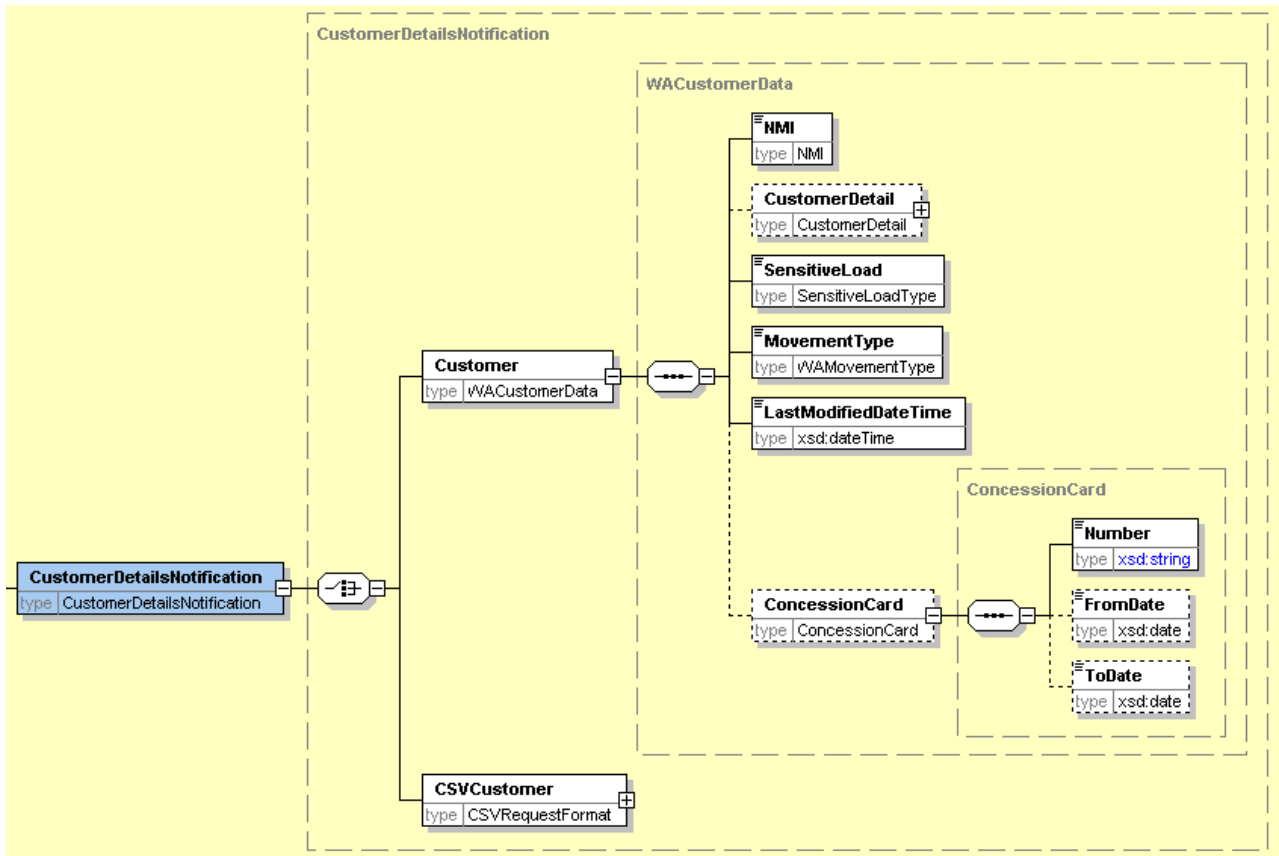 CustomerDetailsNotification
WACustomerData
NMI
type NMI
CustomerDetail
type CustomerDetail
SensitiveLoad
type SensitiveLoadType
MovementType
type WAMovementType
Customer
type WACustomerData
LastModifiedDateTime
type xsd:dateTime
ConcessionCard
Number
type xsd:string
CustomerDetailsNotification
type CustomerDetailsNotification
ConcessionCard
type ConcessionCard
FromDate
type xsd:date
ToDate
type xsd:date
CSVCustomer
type CSVRequestFormat